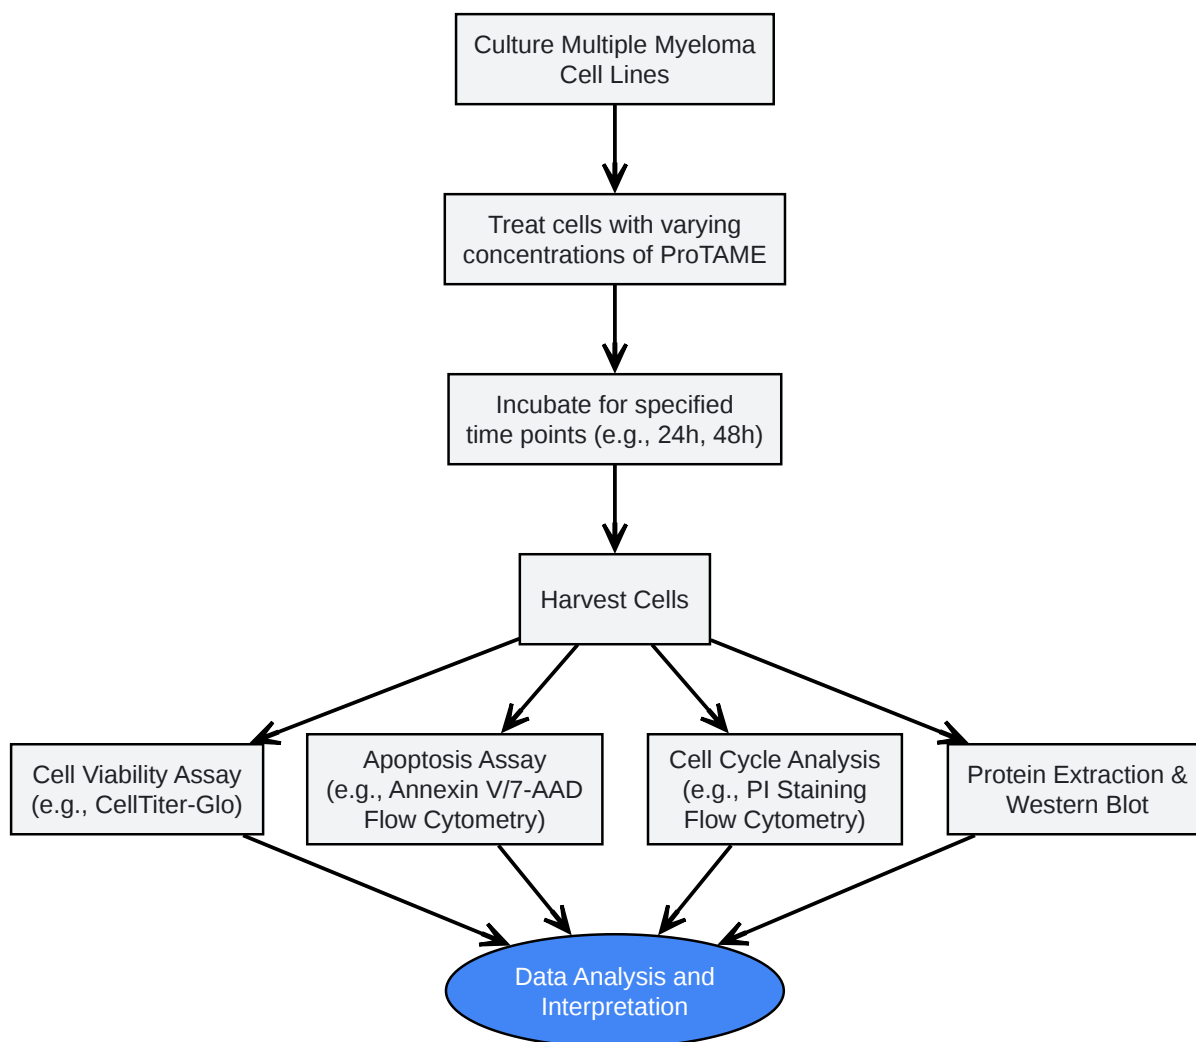 Culture Multiple Myeloma
Cell Lines
Treat cells with varying
concentrations of ProTAME
Incubate for specified
time points (e.g., 24h, 48h)
Harvest Cells
Cell Viability Assay
(e.g., CellTiter-Glo)
Apoptosis Assay
(e.g., Annexin V/7-AAD
Flow Cytometry)
Cell Cycle Analysis
(e.g., PI Staining
Flow Cytometry)
Protein Extraction &
Western Blot
Data Analysis and
Interpretation